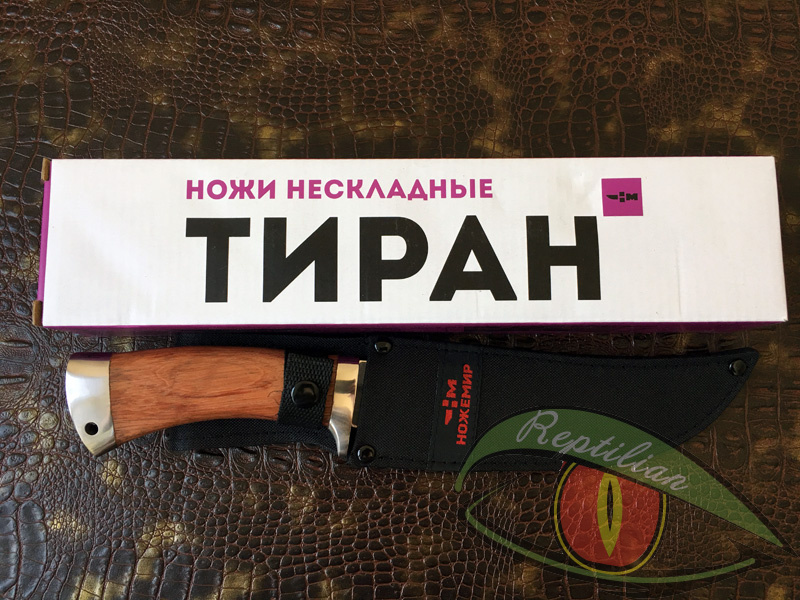 НОЖИ НЕСКЛАДНЫЕ
ТИРАН
М
М
НОЖЕМИР
Reptilian